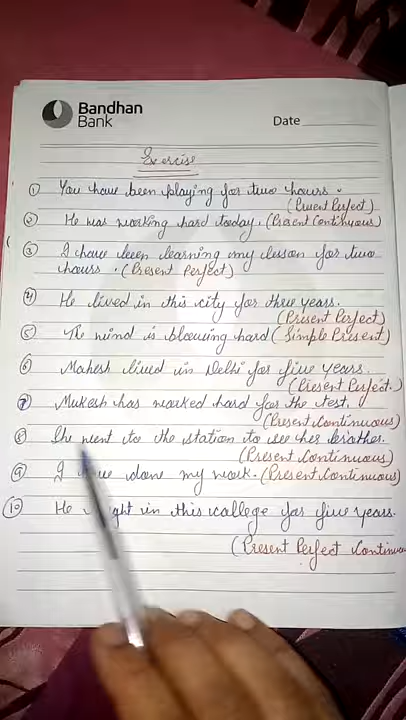 Bandhan
Bank
Date
Exercise
① You have been playing for two hours.
(Present Perfect)
② He was working hard today. (Present Continuous)
③ I have been learning my lesson for two
hours. (Present Perfect)
④ He lived in this city for three years.
(Present Perfect)
⑤ The wind is blowing hard (Simple Present)
⑥ Mahesh lived in Delhi for five years.
(Present Perfect)
⑦ Mukesh has worked hard for the test.
(Present Continuous)
⑧ She went to the station to see her brother.
(Present Continuous)
⑨ I done my work. (Present Continuous)
⑩ He in this college for five years.
(Present Perfect Continuou